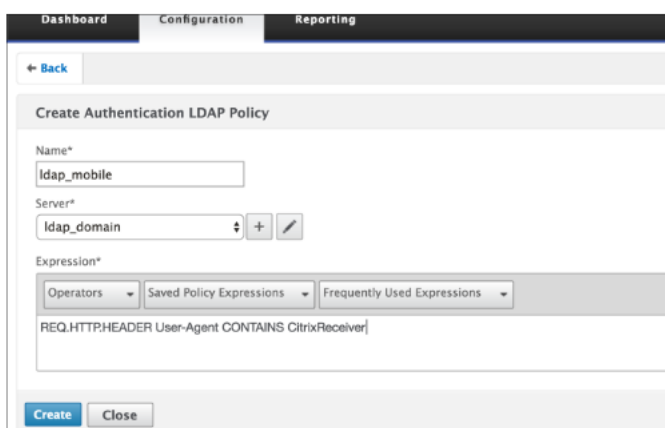 Dashboard Configuration Reporting
← Back
Create Authentication LDAP Policy
Name*
ldap_mobile
Server*
ldap_domain +
Expression*
Operators Saved Policy Expressions Frequently Used Expressions
REQ.HTTP.HEADER User-Agent CONTAINS CitrixReceiver
Create Close